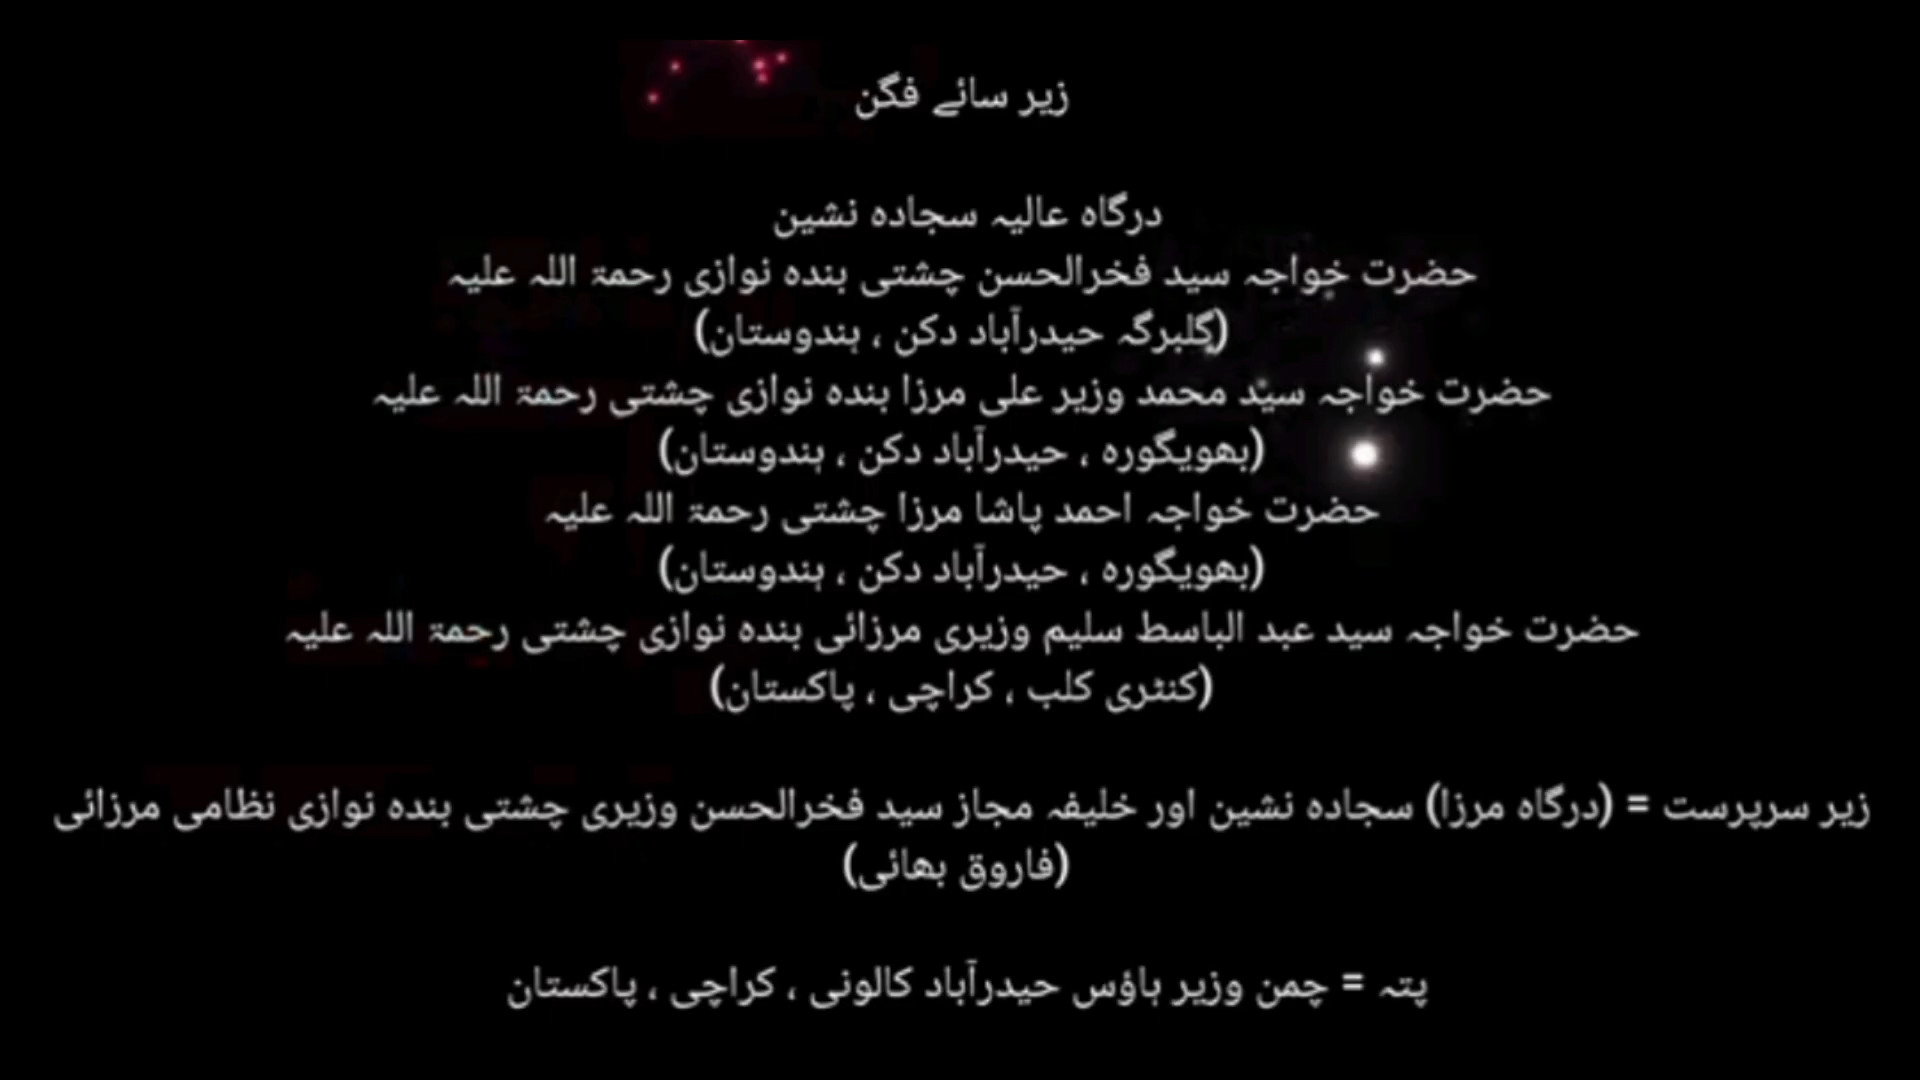 زیر سائے فگن
درگاہ عالیہ سجادہ نشین
حضرت خواجہ سید فخرالحسن چشتی بندہ نوازی رحمۃ اللہ علیہ
(گلبرگہ حیدرآباد دکن ، ہندوستان)
حضرت خواجہ سیّد محمد وزیر علی مرزا بندہ نوازی چشتی رحمۃ اللہ علیہ
(بھویگورہ ، حیدرآباد دکن ، ہندوستان)
حضرت خواجہ احمد پاشا مرزا چشتی رحمۃ اللہ علیہ
(بھویگورہ ، حیدرآباد دکن ، ہندوستان)
حضرت خواجہ سید عبد الباسط سلیم وزیری مرزائی بندہ نوازی چشتی رحمۃ اللہ علیہ
(کنٹری کلب ، کراچی ، پاکستان)
زیر سرپرست = (درگاہ مرزا) سجادہ نشین اور خلیفہ مجاز سید فخرالحسن وزیری چشتی بندہ نوازی نظامی مرزائی
(فاروق بھائی)
پتہ = چمن وزیر ہاؤس حیدرآباد کالونی ، کراچی ، پاکستان